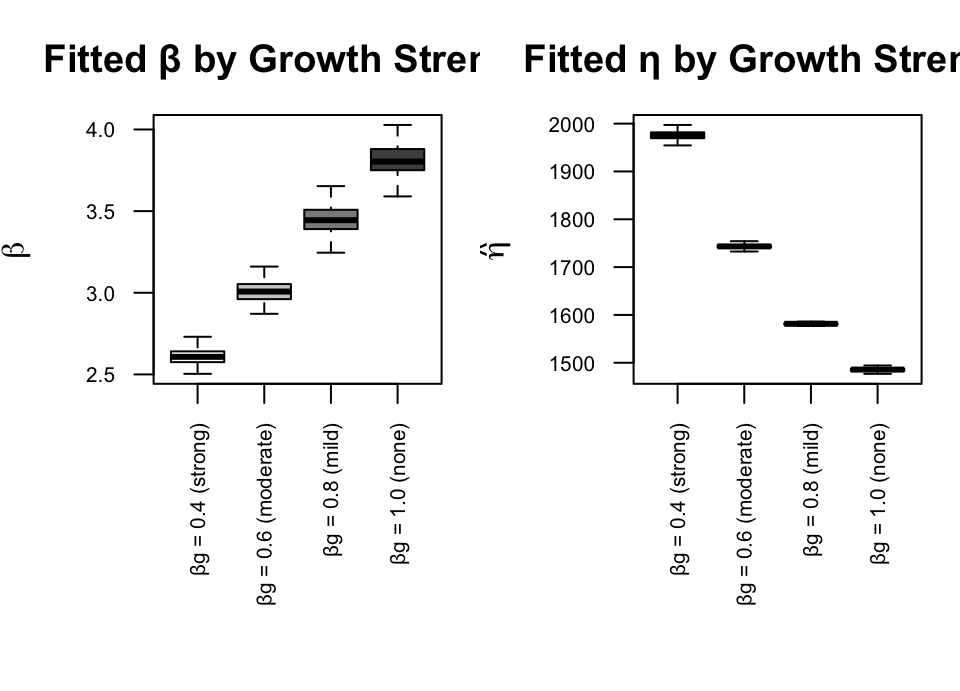 Fitted β by Growth Stren
4.0
3.5
3.0
2.5
β
βg = 0.4 (strong)
βg = 0.6 (moderate)
βg = 0.8 (mild)
βg = 1.0 (none)
Fitted η by Growth Stren
2000
1900
1800
1700
1600
1500
η̂
βg = 0.4 (strong)
βg = 0.6 (moderate)
βg = 0.8 (mild)
βg = 1.0 (none)